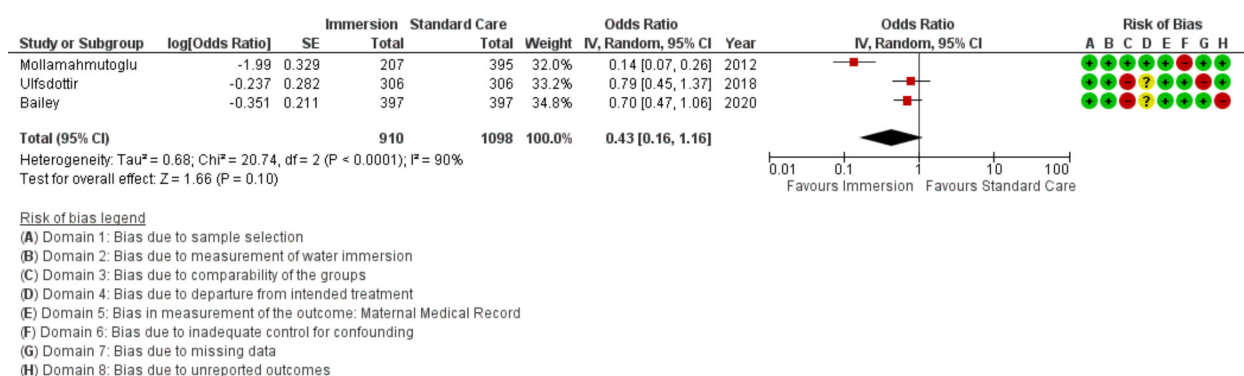 Immersion Standard Care Odds Ratio Odds Ratio Risk of Bias
Study or Subgroup log[Odds Ratio] SE Total Total Weight IV, Random, 95% CI Year IV, Random, 95% CI A B C D E F G H
Mollamahmutoglu -1.99 0.329 207 395 32.0% 0.14 [0.07, 0.26] 2012 + + + + + - + +
Ulfsdottir -0.237 0.282 306 306 33.2% 0.79 [0.45, 1.37] 2018 + + - ? + + - +
Bailey -0.351 0.211 397 397 34.8% 0.70 [0.47, 1.06] 2020 + + - ? + + + -
Total (95% CI) 910 1098 100.0% 0.43 [0.16, 1.16]
Heterogeneity: Tau² = 0.68; Chi² = 20.74, df = 2 (P < 0.0001); I² = 90%
Test for overall effect: Z = 1.66 (P = 0.10)
0.01 0.1 1 10 100
Favours Immersion Favours Standard Care
Risk of bias legend
(A) Domain 1: Bias due to sample selection
(B) Domain 2: Bias due to measurement of water immersion
(C) Domain 3: Bias due to comparability of the groups
(D) Domain 4: Bias due to departure from intended treatment
(E) Domain 5: Bias in measurement of the outcome: Maternal Medical Record
(F) Domain 6: Bias due to inadequate control for confounding
(G) Domain 7: Bias due to missing data
(H) Domain 8: Bias due to unreported outcomes